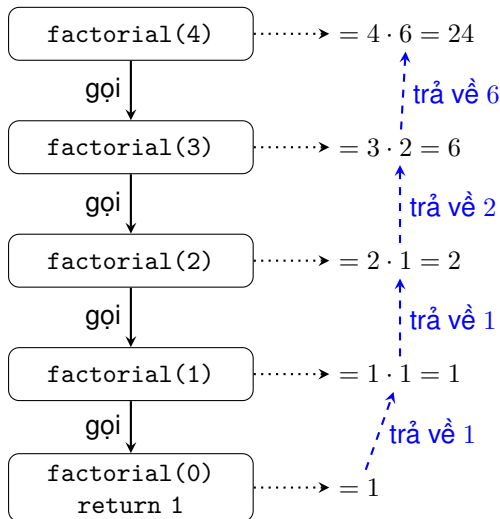 factorial(4) = 4 · 6 = 24
gọi trả về 6
factorial(3) = 3 · 2 = 6
gọi trả về 2
factorial(2) = 2 · 1 = 2
gọi trả về 1
factorial(1) = 1 · 1 = 1
gọi trả về 1
factorial(0)
return 1 = 1